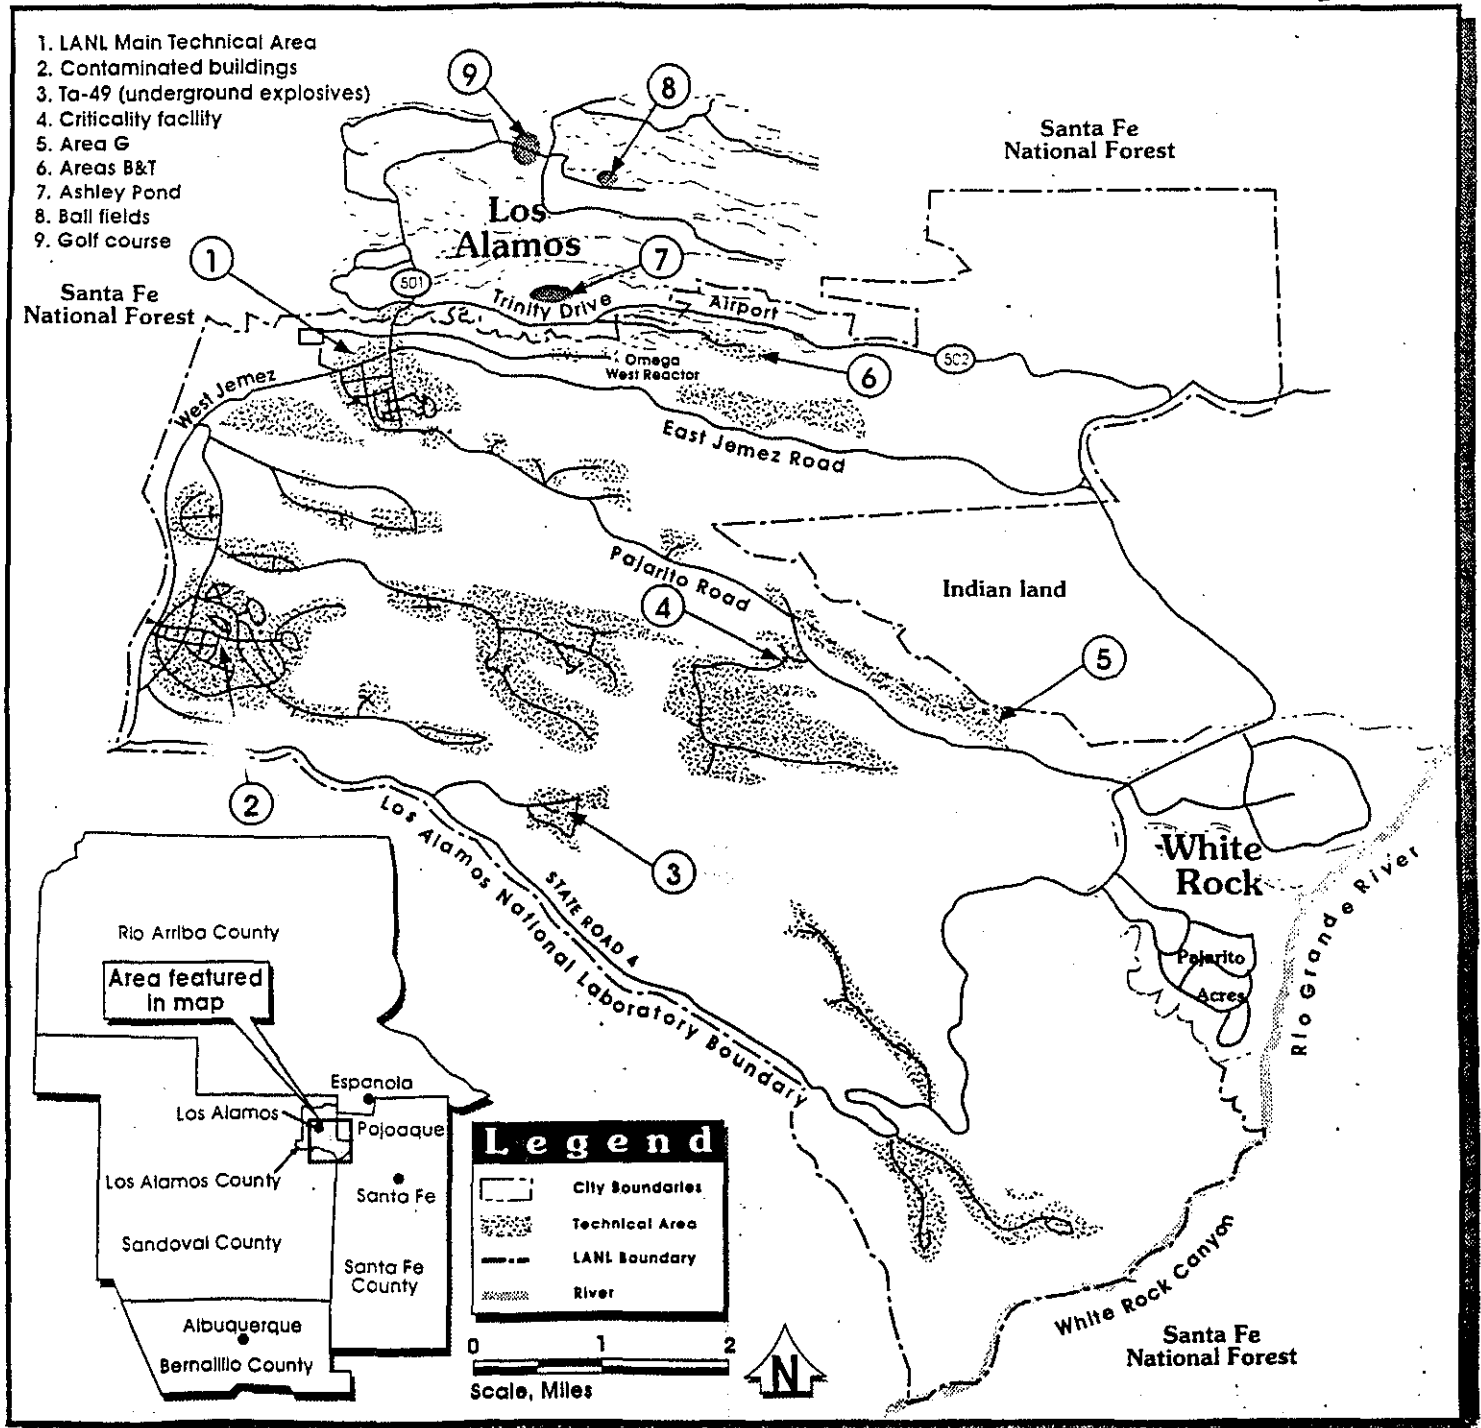 1. LANL Main Technical Area
2. Contaminated buildings
3. Ta-49 (underground explosives)
4. Criticality facility
5. Area G
6. Areas B&T
7. Ashley Pond
8. Ball fields
9. Golf course
9
8
Santa Fe
National Forest
Los
Alamos
1
7
501
Santa Fe
National Forest
Trinity Drive
Airport
502
Omega
West Reactor
6
West Jemez
East Jemez Road
Pajarito Road
Indian land
4
5
2
3
Los Alamos National Laboratory Boundary
STATE ROAD 4
White
Rock
Pajarito
Acres
Rio Grande River
White Rock Canyon
Santa Fe
National Forest
Rio Arriba County
Area featured
in map
Espanola
Los Alamos
Pojoaque
Los Alamos County
Santa Fe
Sandoval County
Santa Fe
County
Albuquerque
Bernalillo County
Legend
City Boundaries
Technical Area
LANL Boundary
River
0 1 2
Scale, Miles
N